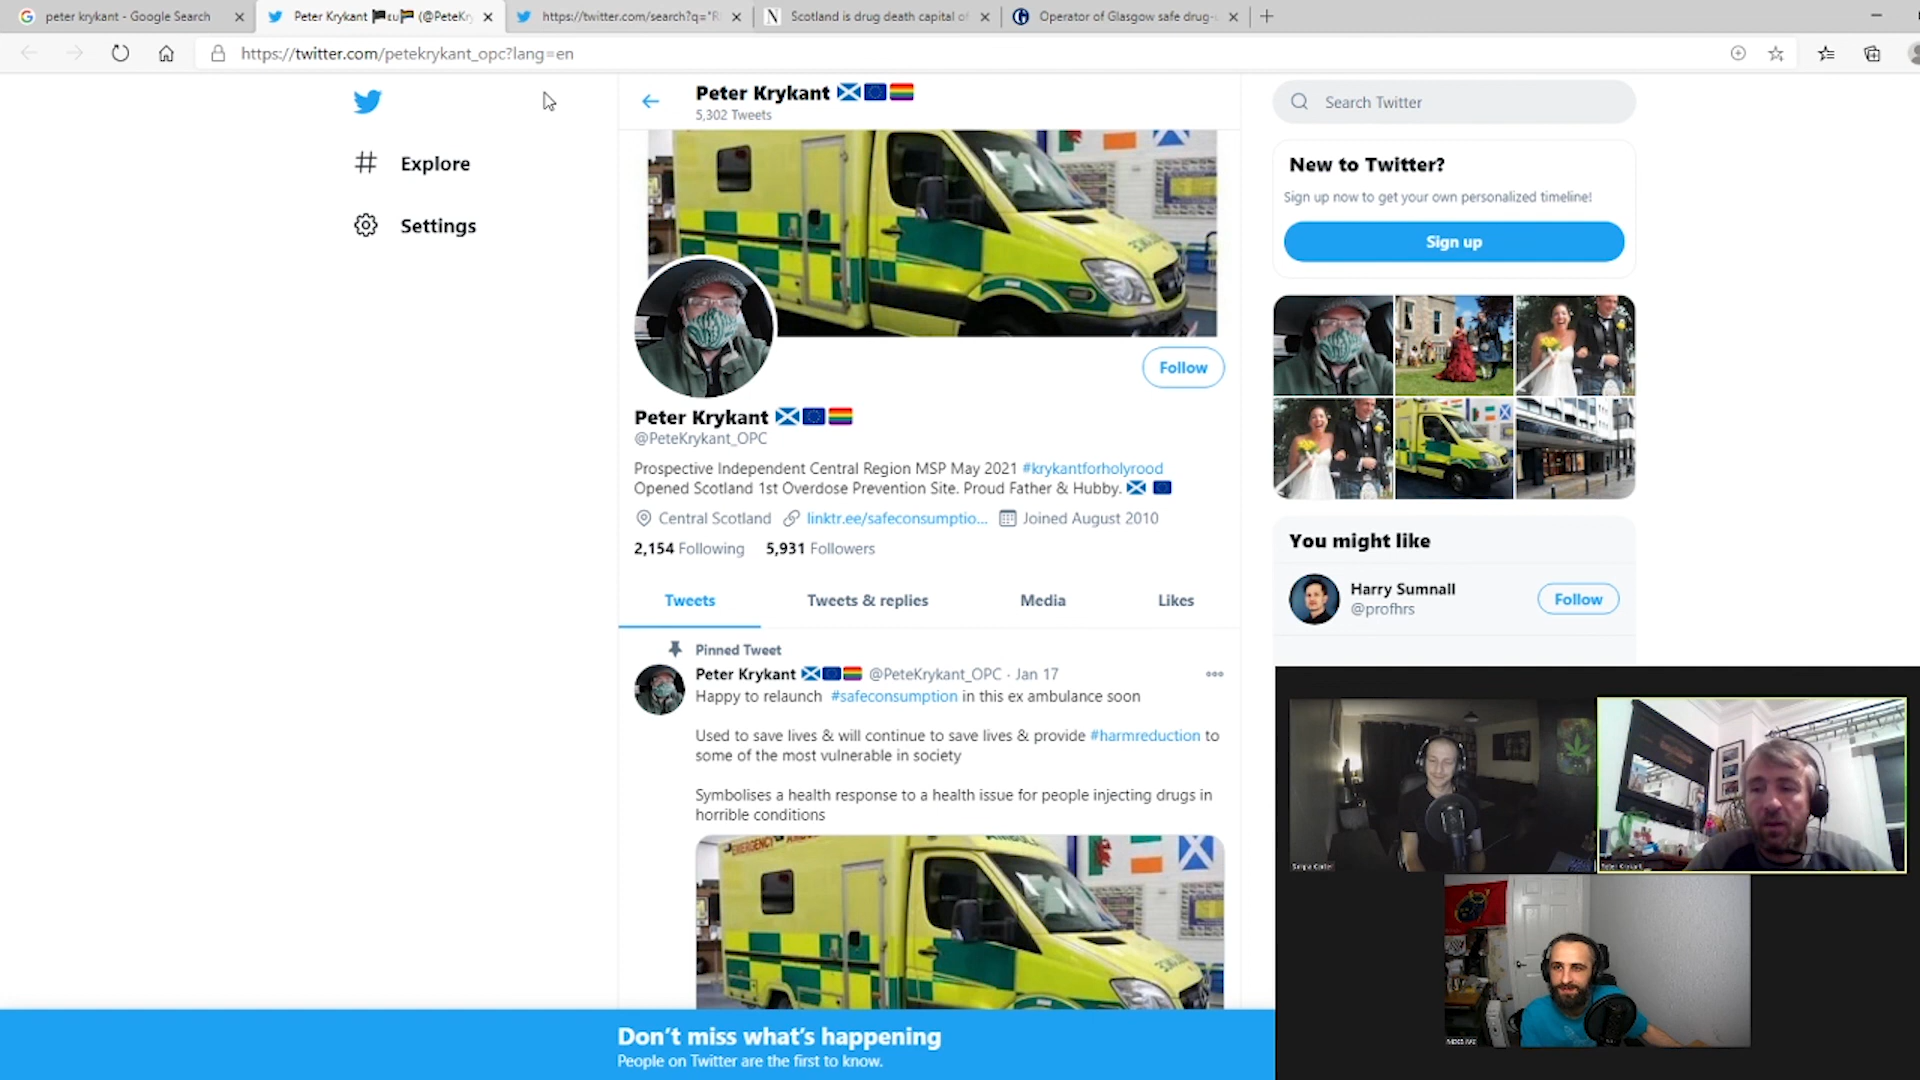 peter krykant - Google Search
Peter Krykant
(@PeteKr
https://twitter.com/search?q="R
Scotland is drug death capital of
Operator of Glasgow safe drug-
https://twitter.com/petekrykant_opc?lang=en
Peter Krykant
5,302 Tweets
Search Twitter
Explore
Settings
New to Twitter?
Sign up now to get your own personalized timeline!
Sign up
Follow
Peter Krykant
@PeteKrykant_OPC
Prospective Independent Central Region MSP May 2021 #krykantforholyrood
Opened Scotland 1st Overdose Prevention Site. Proud Father & Hubby.
Central Scotland linktr.ee/safeconsumptio... Joined August 2010
2,154 Following 5,931 Followers
Tweets Tweets & replies Media Likes
You might like
Harry Sumnall
@profhrs
Follow
Pinned Tweet
Peter Krykant @PeteKrykant_OPC · Jan 17
Happy to relaunch #safeconsumption in this ex ambulance soon
Used to save lives & will continue to save lives & provide #harmreduction to
some of the most vulnerable in society
Symbolises a health response to a health issue for people injecting drugs in
horrible conditions
EMERGENCY
Peter Krykant
Don't miss what's happening
People on Twitter are the first to know.